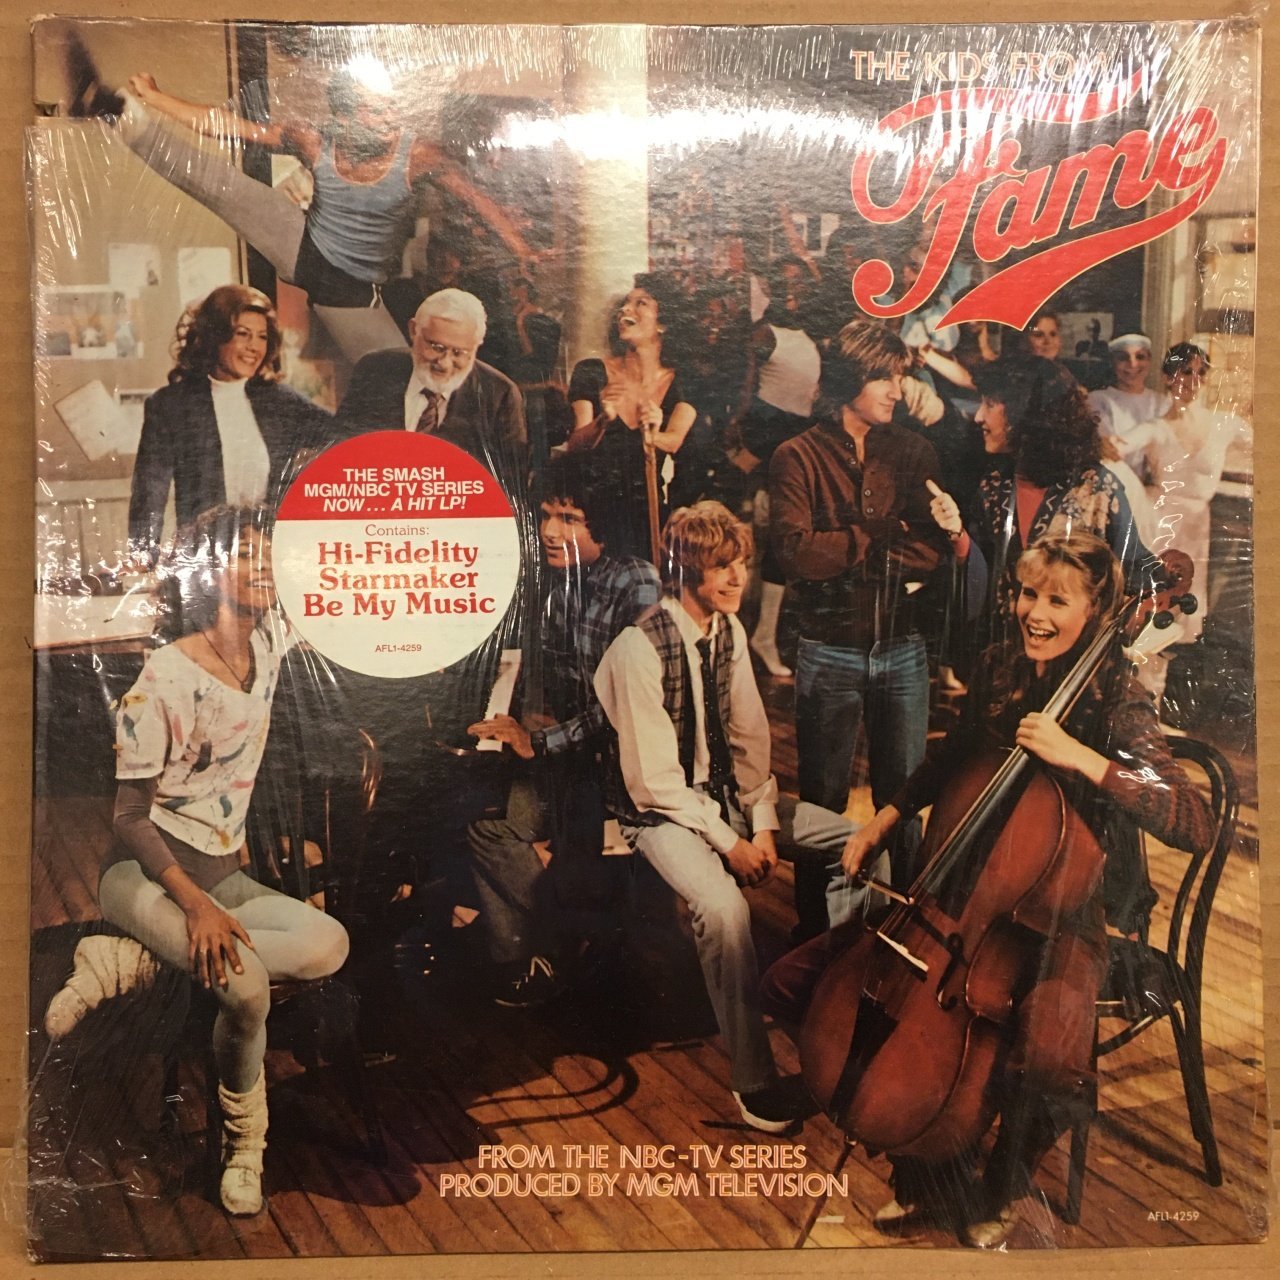 THE KIDS FROM
Fame
TM
THE SMASH
MGM/NBC TV SERIES
NOW... A HIT LP!
Contains:
Hi-Fidelity
Starmaker
Be My Music
AFL1-4259
FROM THE NBC-TV SERIES
PRODUCED BY MGM TELEVISION
AFL1-4259